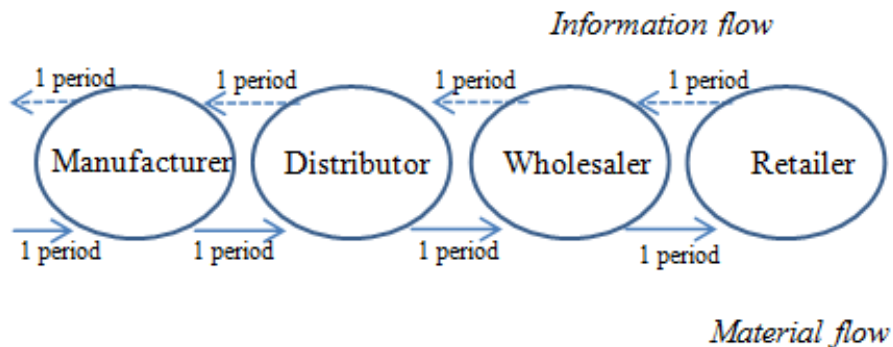 Information flow
1 period 1 period 1 period 1 period
Manufacturer Distributor Wholesaler Retailer
1 period 1 period 1 period 1 period
Material flow